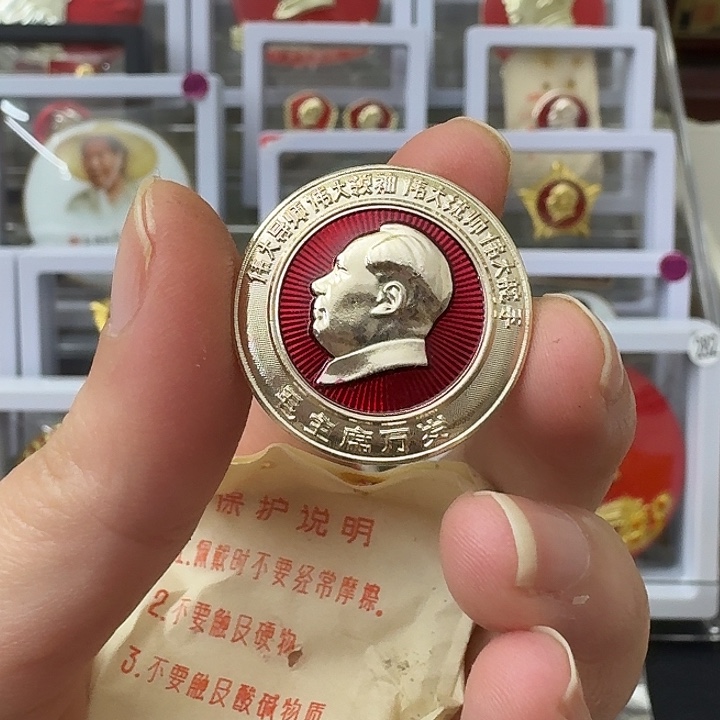 伟大导师 伟大领袖 伟大统帅 伟大舵手
毛主席万岁
保护说明
1.佩戴时不要经常摩擦。
2.不要触及硬物
3.不要触及酸碱物质